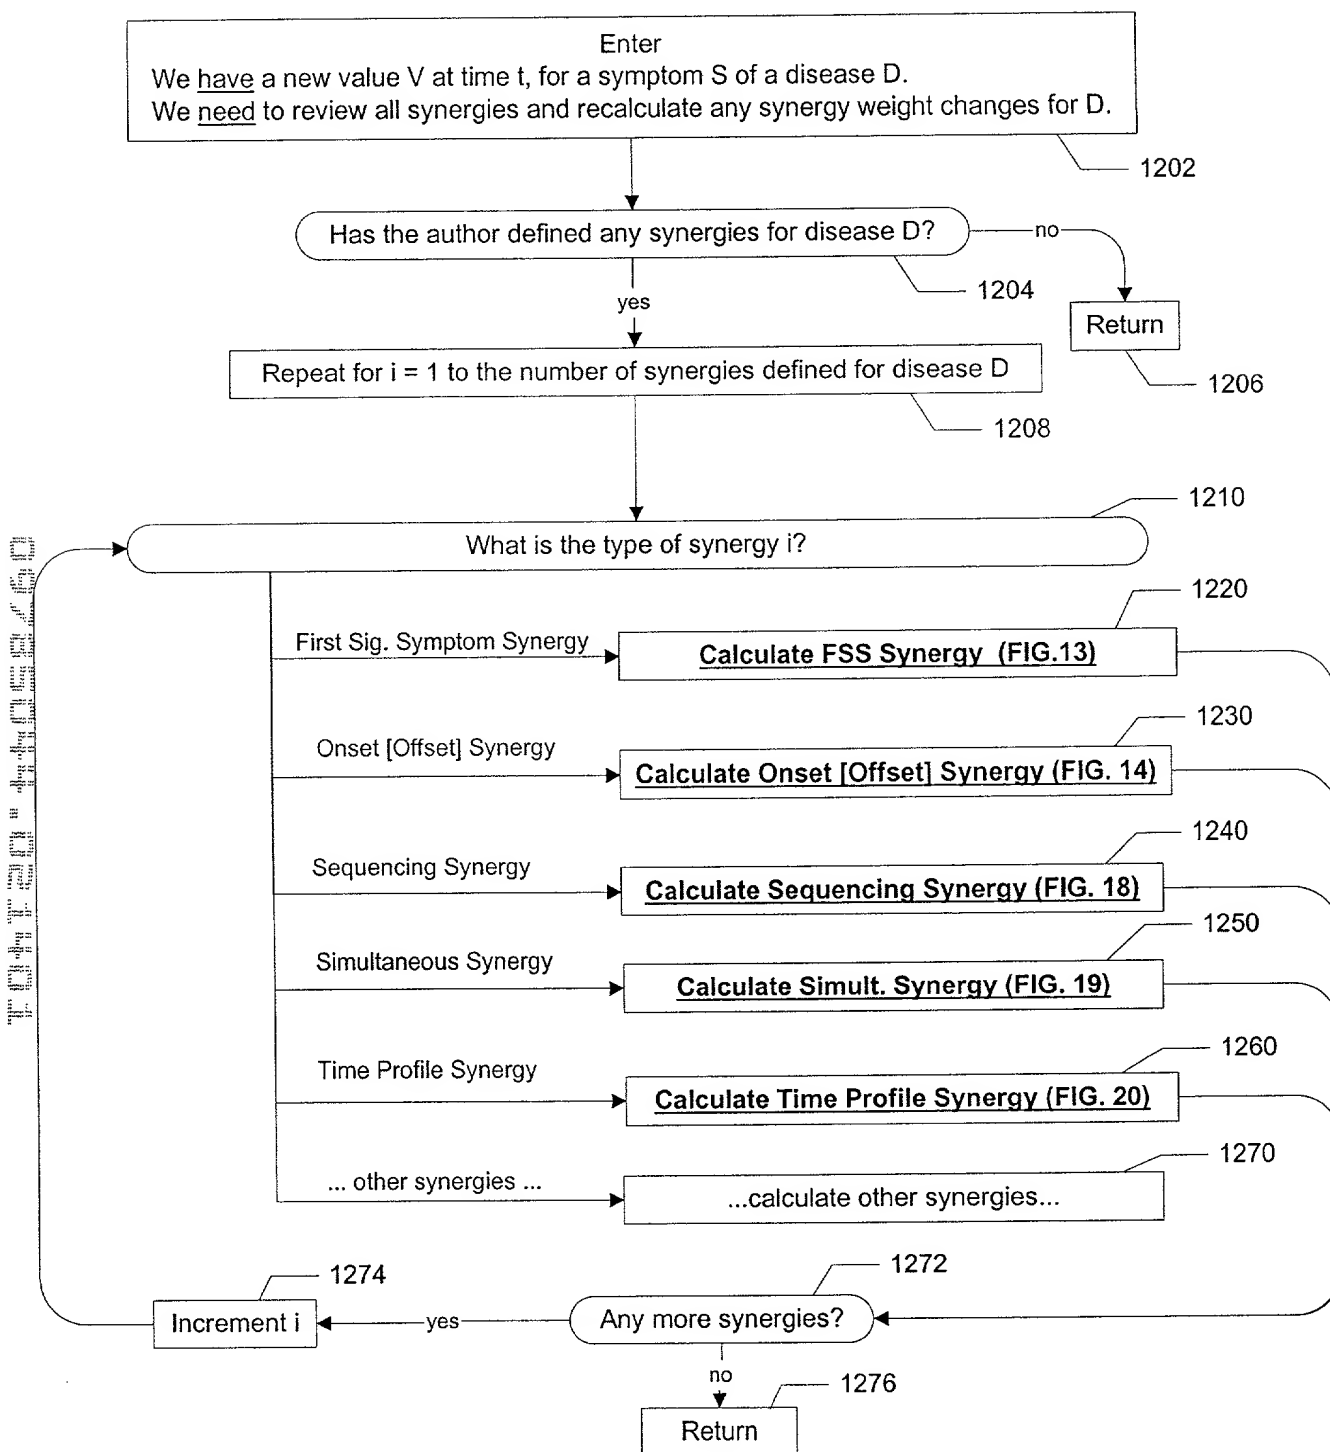 Enter
We have a new value V at time t, for a symptom S of a disease D.
We need to review all synergies and recalculate any synergy weight changes for D.
1202
Has the author defined any synergies for disease D?
no
1204
yes
Return
Repeat for i = 1 to the number of synergies defined for disease D
1206
1208
1210
What is the type of synergy i?
1220
First Sig. Symptom Synergy
Calculate FSS Synergy (FIG.13)
1230
Onset [Offset] Synergy
Calculate Onset [Offset] Synergy (FIG. 14)
1240
Sequencing Synergy
Calculate Sequencing Synergy (FIG. 18)
1250
Simultaneous Synergy
Calculate Simult. Synergy (FIG. 19)
1260
Time Profile Synergy
Calculate Time Profile Synergy (FIG. 20)
1270
... other synergies ...
...calculate other synergies...
1272
1274
Any more synergies?
yes
Increment i
no
1276
Return
09785044.021401